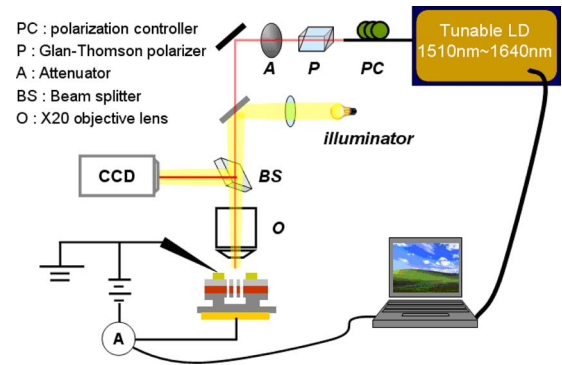 PC : polarization controller
P : Glan-Thomson polarizer
A : Attenuator
BS : Beam splitter
O : X20 objective lens
A
P
PC
Tunable LD
1510nm~1640nm
illuminator
CCD
BS
O
A